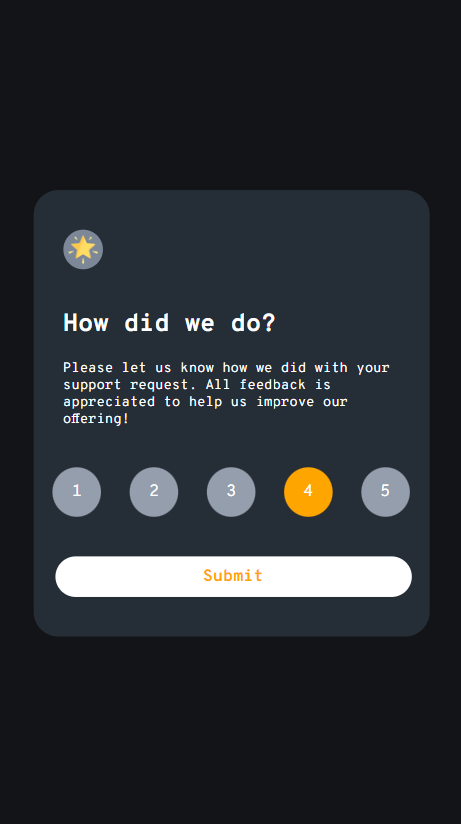 How did we do?
Please let us know how we did with your
support request. All feedback is
appreciated to help us improve our
offering!
1 2 3 4 5
Submit